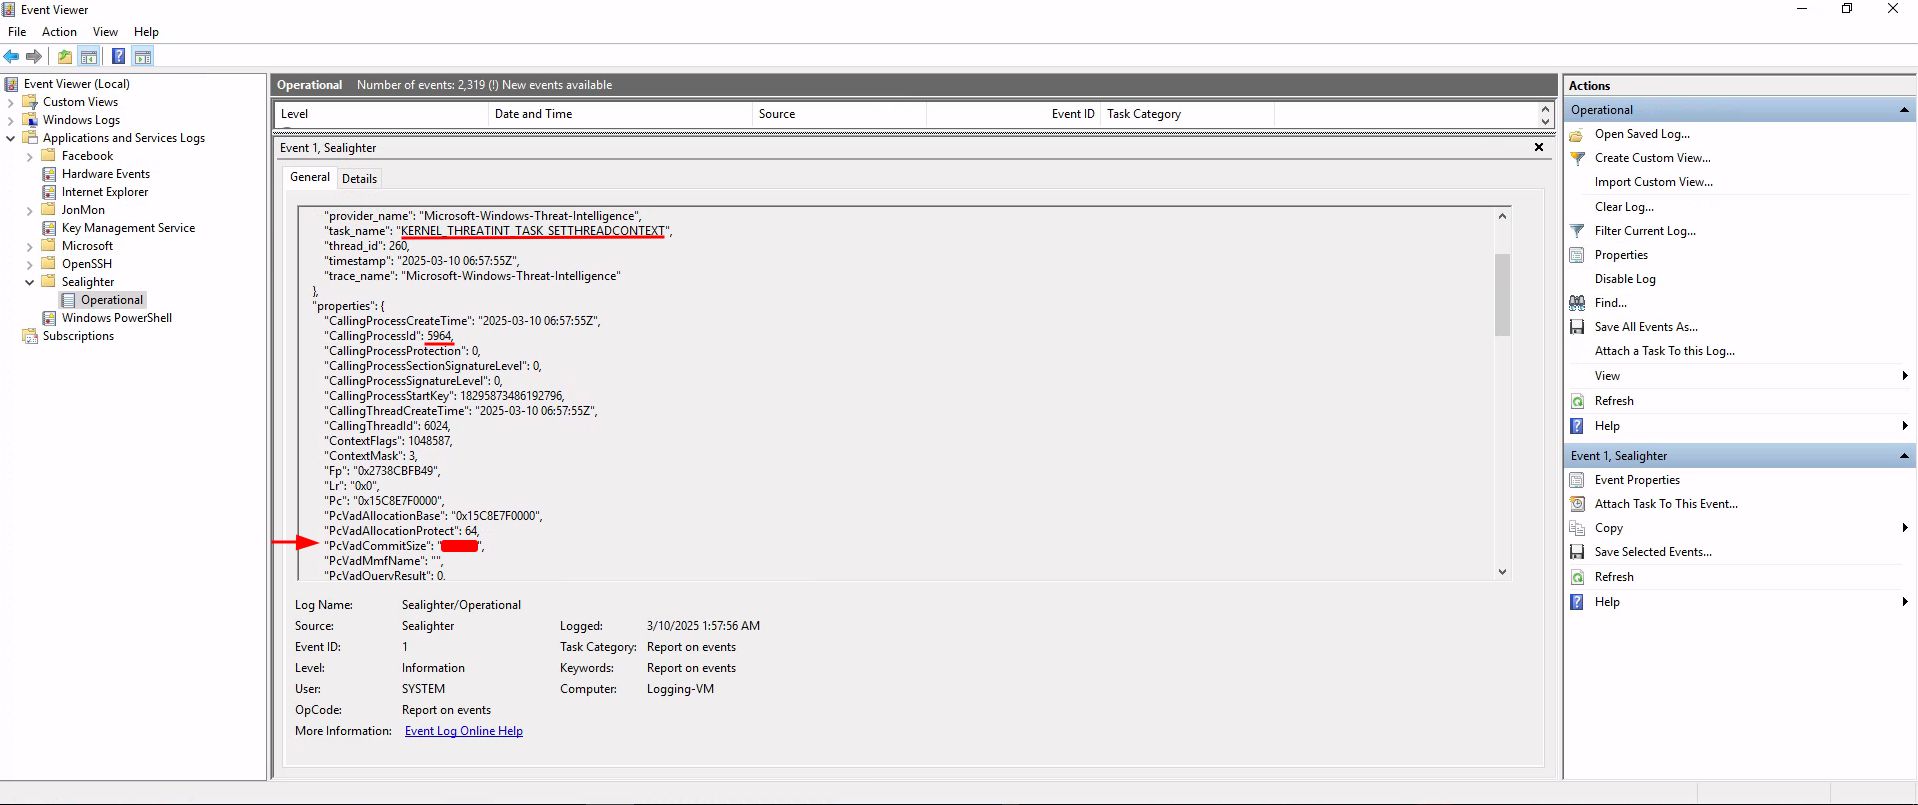 Event Viewer
File Action View Help
Event Viewer (Local)
Custom Views
Windows Logs
Applications and Services Logs
Facebook
Hardware Events
Internet Explorer
JonMon
Key Management Service
Microsoft
OpenSSH
Sealighter
Operational
Windows PowerShell
Subscriptions
Operational Number of events: 2,319 (!) New events available
Level Date and Time Source Event ID Task Category
Event 1, Sealighter
General Details
"provider_name": "Microsoft-Windows-Threat-Intelligence",
"task_name": "KERNEL_THREATINT_TASK_SETTHREADCONTEXT",
"thread_id": 260,
"timestamp": "2025-03-10 06:57:55Z",
"trace_name": "Microsoft-Windows-Threat-Intelligence"
},
"properties": {
"CallingProcessCreateTime": "2025-03-10 06:57:55Z",
"CallingProcessId": 5964,
"CallingProcessProtection": 0,
"CallingProcessSectionSignatureLevel": 0,
"CallingProcessSignatureLevel": 0,
"CallingProcessStartKey": 18295873486192796,
"CallingThreadCreateTime": "2025-03-10 06:57:55Z",
"CallingThreadId": 6024,
"ContextFlags": 1048587,
"ContextMask": 3,
"Fp": "0x2738CBFB49",
"Lr": "0x0",
"Pc": "0x15C8E7F0000",
"PcVadAllocationBase": "0x15C8E7F0000",
"PcVadAllocationProtect": 64,
"PcVadCommitSize": "",
"PcVadMmfName": "",
"PcVadQueryResult": 0,
Log Name: Sealighter/Operational
Source: Sealighter Logged: 3/10/2025 1:57:56 AM
Event ID: 1 Task Category: Report on events
Level: Information Keywords: Report on events
User: SYSTEM Computer: Logging-VM
OpCode: Report on events
More Information: Event Log Online Help
Actions
Operational
Open Saved Log...
Create Custom View...
Import Custom View...
Clear Log...
Filter Current Log...
Properties
Disable Log
Find...
Save All Events As...
Attach a Task To this Log...
View
Refresh
Help
Event 1, Sealighter
Event Properties
Attach Task To This Event...
Copy
Save Selected Events...
Refresh
Help